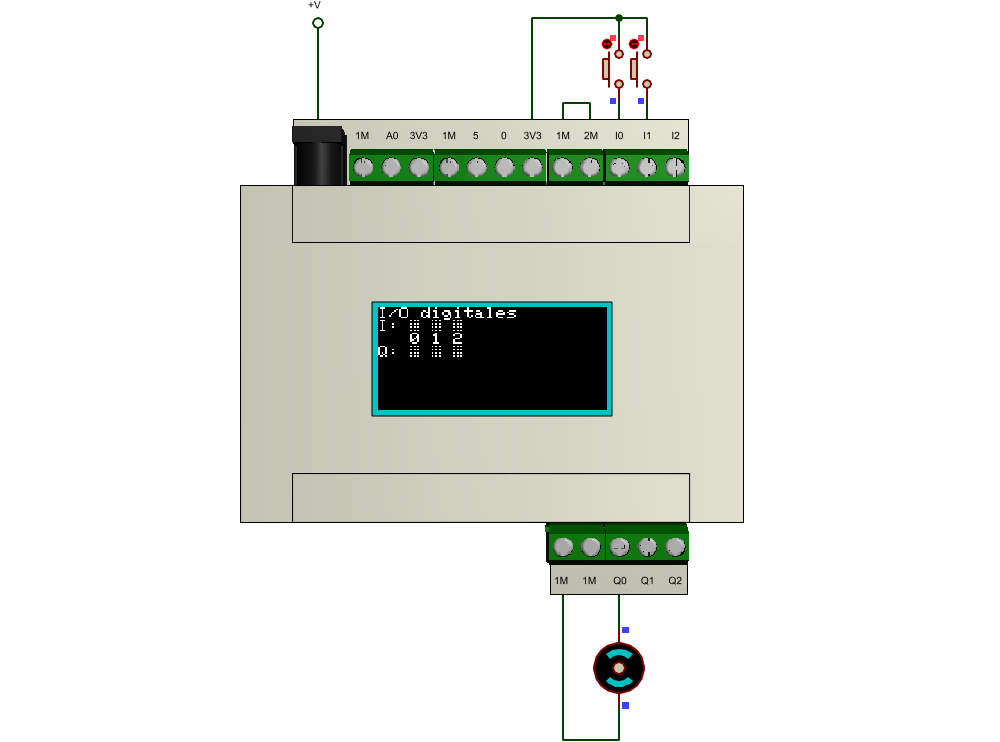 +V
1M A0 3V3 1M 5 0 3V3 1M 2M I0 I1 I2
I/O digitales
I:
0 1 2
Q:
1M 1M Q0 Q1 Q2